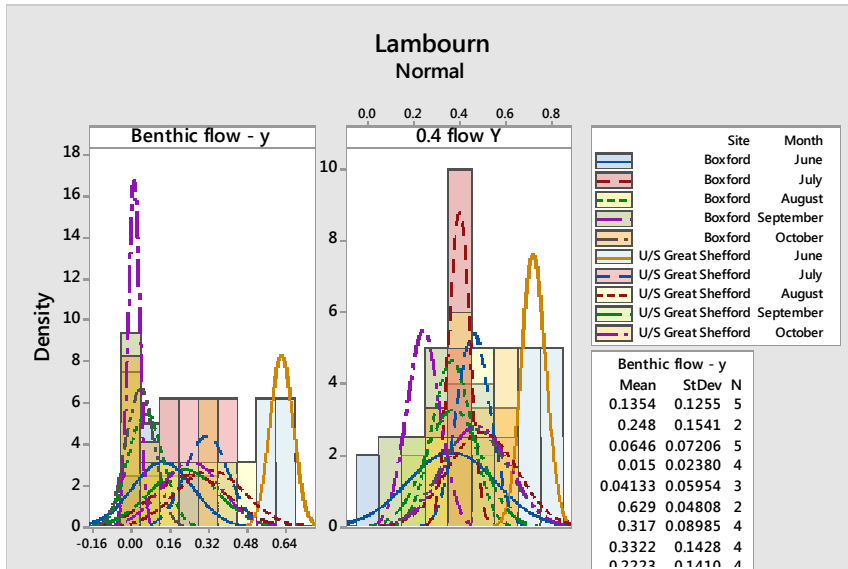 Lambourn
Normal
0.0 0.2 0.4 0.6 0.8
Benthic flow - y
0.4 flow Y
18
16
14
12
10
8
6
4
2
0
Density
-0.16 0.00 0.16 0.32 0.48 0.64
10
8
6
4
2
0
Site Month
Boxford June
Boxford July
Boxford August
Boxford September
Boxford October
U/S Great Shefford June
U/S Great Shefford July
U/S Great Shefford August
U/S Great Shefford September
U/S Great Shefford October
Benthic flow - y
Mean StDev N
0.1354 0.1255 5
0.248 0.1541 2
0.0646 0.07206 5
0.015 0.02380 4
0.04133 0.05954 3
0.629 0.04808 2
0.317 0.08985 4
0.3322 0.1428 4
0.2223 0.1410 4